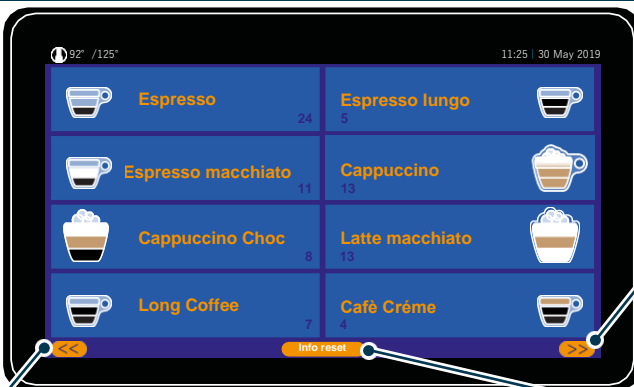 92° /125°
11:25 | 30 May 2019
Espresso
24
Espresso lungo
5
Espresso macchiato
11
Cappuccino
13
Cappuccino Choc
8
Latte macchiato
13
Long Coffee
7
Cafè Créme
4
<<
Info reset
>>